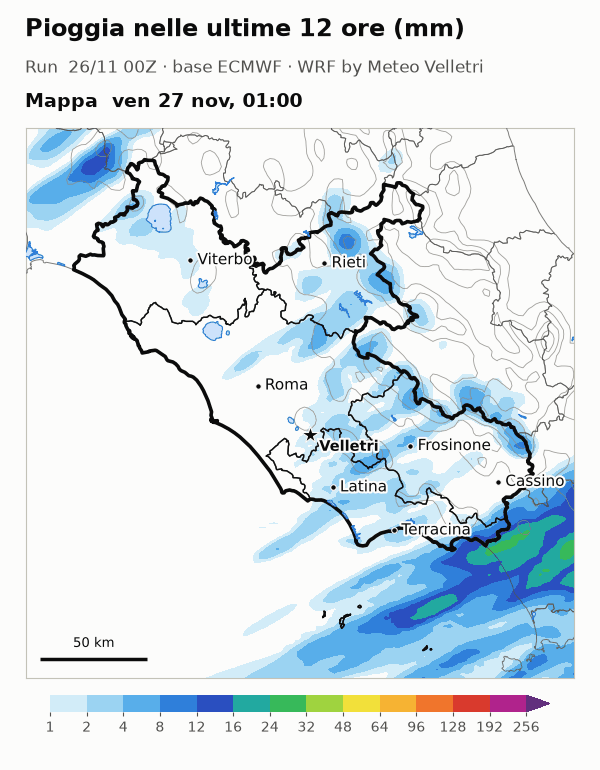 Pioggia nelle ultime 12 ore (mm)
Run  26/11 00Z · base ECMWF · WRF by Meteo Velletri
Mappa  ven 27 nov, 01:00
Viterbo
Rieti
Roma
Velletri
Frosinone
Latina
Cassino
Terracina
50 km
1 2 4 8 12 16 24 32 48 64 96 128 192 256